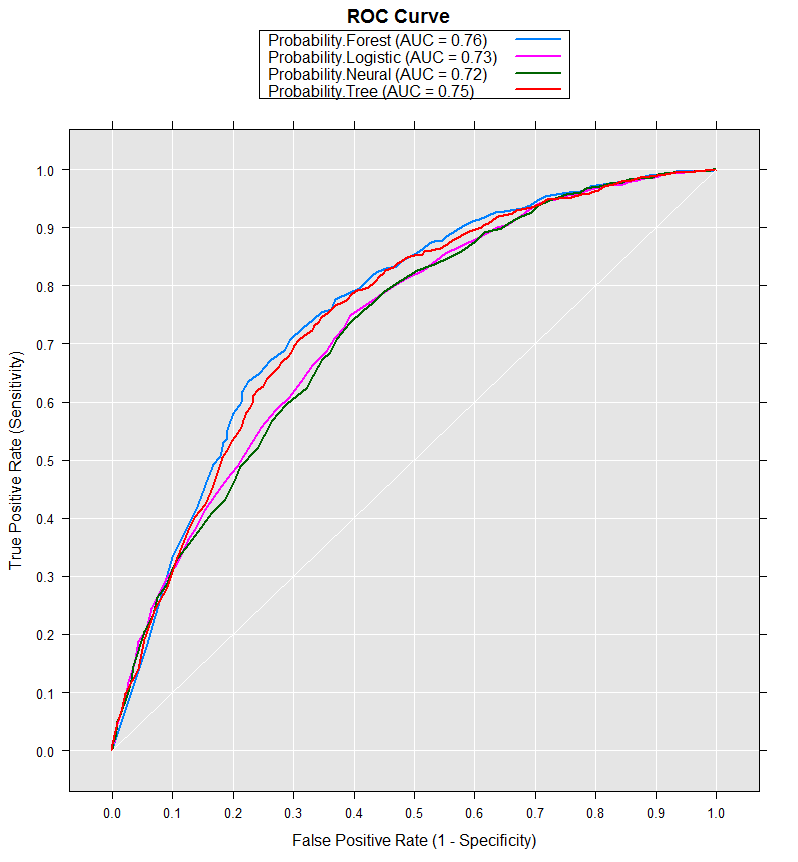 ROC Curve
Probability.Forest (AUC = 0.76)
Probability.Logistic (AUC = 0.73)
Probability.Neural (AUC = 0.72)
Probability.Tree (AUC = 0.75)
1.0
0.9
0.8
0.7
0.6
0.5
0.4
0.3
0.2
0.1
0.0
True Positive Rate (Sensitivity)
0.0 0.1 0.2 0.3 0.4 0.5 0.6 0.7 0.8 0.9 1.0
False Positive Rate (1 - Specificity)